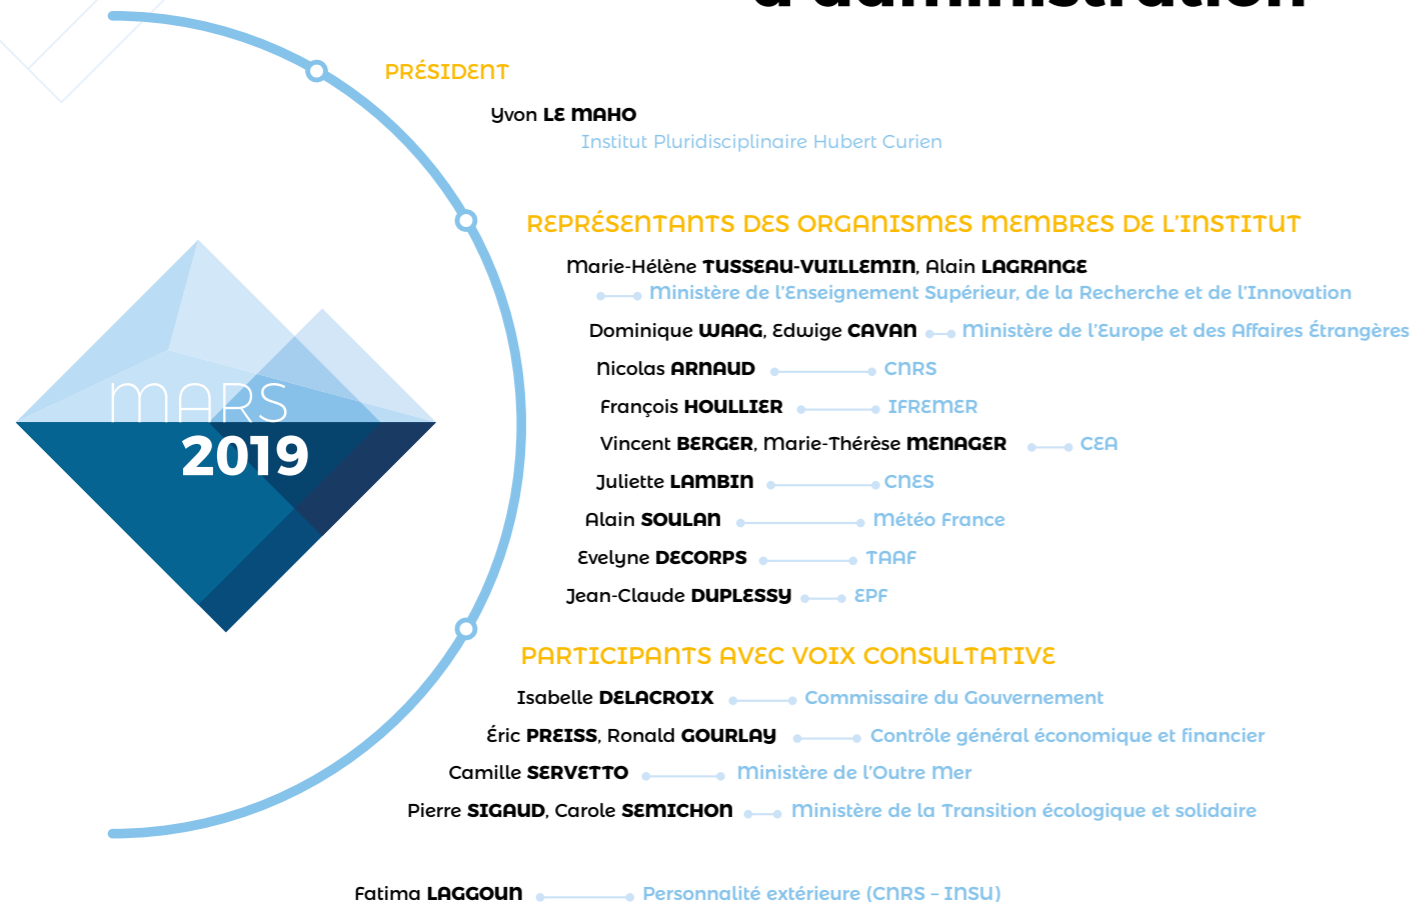 d'administration
PRÉSIDENT
Yvon LE MAHO
Institut Pluridisciplinaire Hubert Curien
REPRÉSENTANTS DES ORGANISMES MEMBRES DE L'INSTITUT
Marie-Hélène TUSSEAU-VUILLEMIN, Alain LAGRANGE
Ministère de l'Enseignement Supérieur, de la Recherche et de l'Innovation
Dominique WAAG, Edwige CAVAN Ministère de l'Europe et des Affaires Étrangères
Nicolas ARNAUD CNRS
François HOULLIER IFREMER
Vincent BERGER, Marie-Thérèse MENAGER CEA
Juliette LAMBIN CNES
Alain SOULAN Météo France
Evelyne DECORPS TAAF
Jean-Claude DUPLESSY EPF
MARS
2019
PARTICIPANTS AVEC VOIX CONSULTATIVE
Isabelle DELACROIX Commissaire du Gouvernement
Éric PREISS, Ronald GOURLAY Contrôle général économique et financier
Camille SERVETTO Ministère de l'Outre Mer
Pierre SIGAUD, Carole SEMICHON Ministère de la Transition écologique et solidaire
Fatima LAGGOUN Personnalité extérieure (CNRS – INSU)